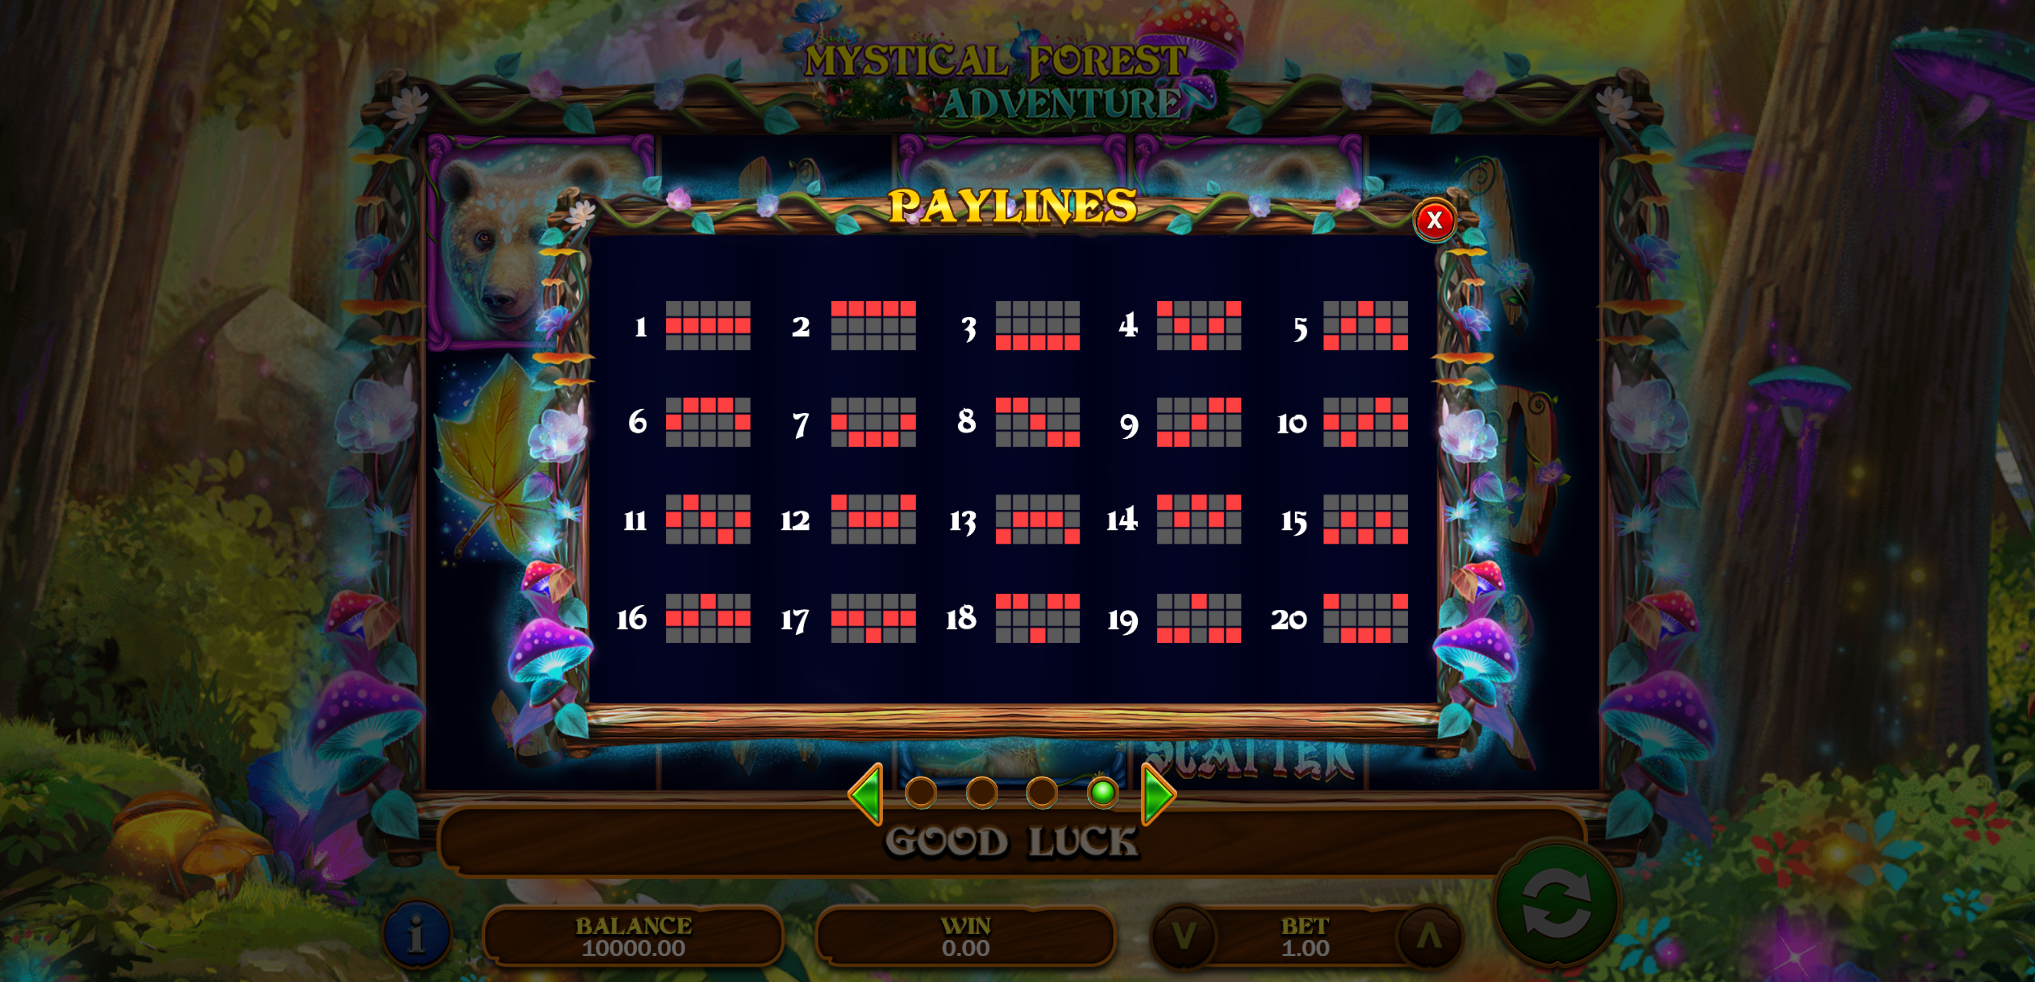 MYSTICAL FOREST
ADVENTURE
PAYLINES
X
1 2 3 4 5
6 7 8 9 10
11 12 13 14 15
16 17 18 19 20
SCATTER
GOOD LUCK
i
BALANCE
10000.00
WIN
0.00
BET
1.00